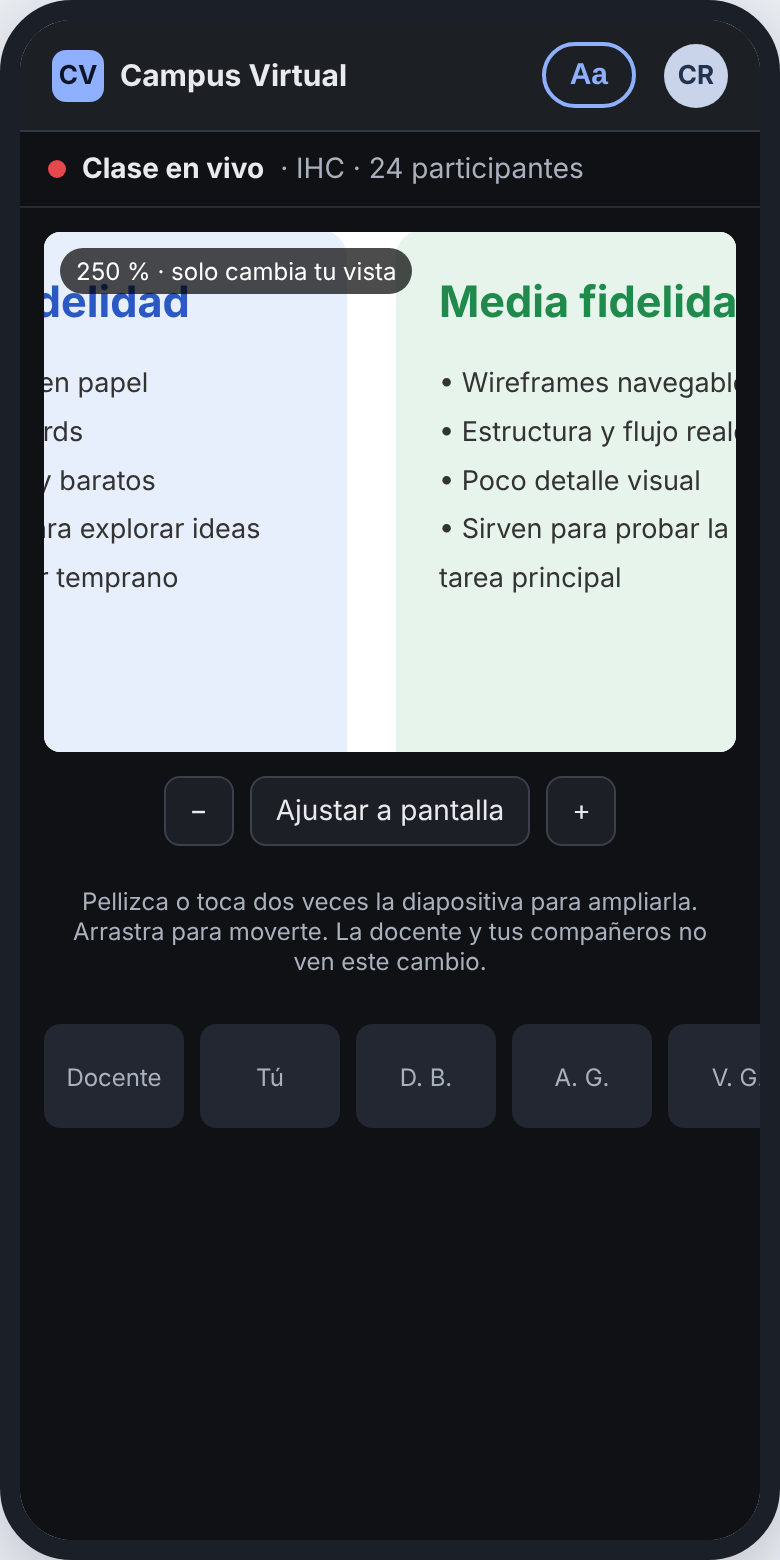 CV Campus Virtual Aa CR
Clase en vivo · IHC · 24 participantes
250 % · solo cambia tu vista
delidad
en papel
rds
y baratos
ra explorar ideas
r temprano
Media fidelida
• Wireframes navegable
• Estructura y flujo reale
• Poco detalle visual
• Sirven para probar la
tarea principal
− Ajustar a pantalla +
Pellizca o toca dos veces la diapositiva para ampliarla.
Arrastra para moverte. La docente y tus compañeros no
ven este cambio.
Docente Tú D. B. A. G. V. G.